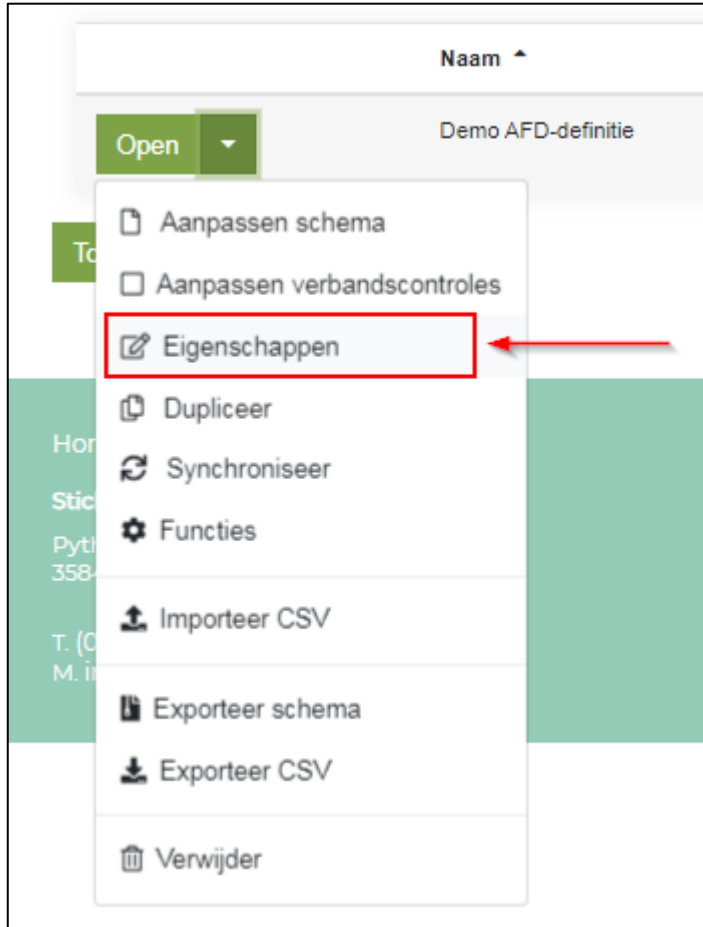 Naam
Open
Demo AFD-definitie
Aanpassen schema
Aanpassen verbandscontroles
Eigenschappen
Dupliceer
Synchroniseer
Functies
Importeer CSV
Exporteer schema
Exporteer CSV
Verwijder
T. (0